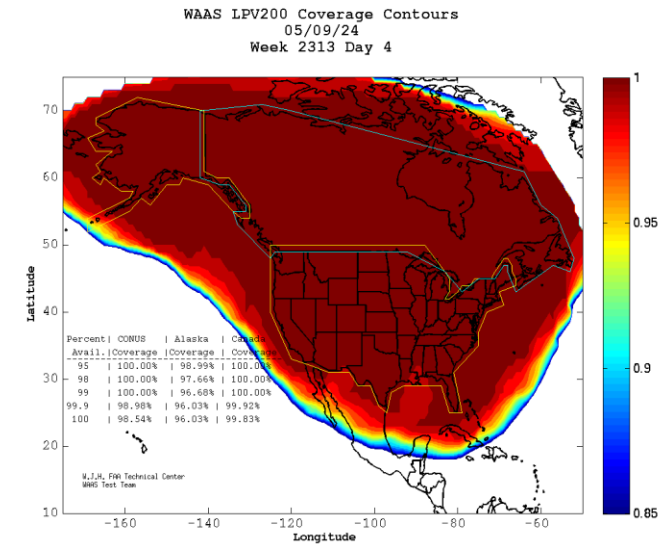 WAAS LPV200 Coverage Contours
05/09/24
Week 2313 Day 4
70
60
50
40
30
20
10
Latitude
Percent| CONUS | Alaska | Canada
Avail. |Coverage |Coverage | Coverage
95 | 100.00% | 98.99% | 100.00%
98 | 100.00% | 97.66% | 100.00%
99 | 100.00% | 96.68% | 100.00%
99.9 | 98.98% | 96.03% | 99.92%
100 | 98.54% | 96.03% | 99.83%
W.J.H. FAA Technical Center
WAAS Test Team
-160 -140 -120 -100 -80 -60
Longitude
1
0.95
0.9
0.85